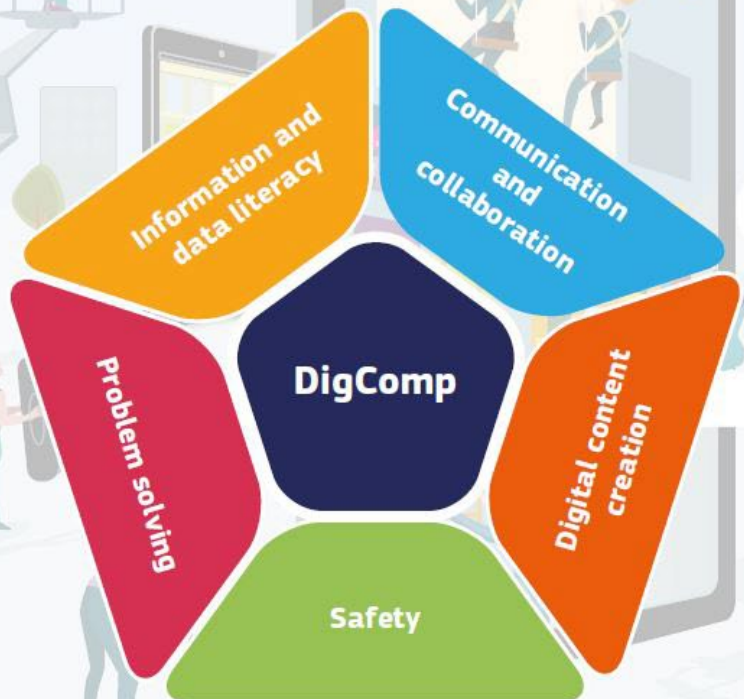 Information and
data literacy
Communication
and
collaboration
DigComp
Problem solving
Digital content
creation
Safety